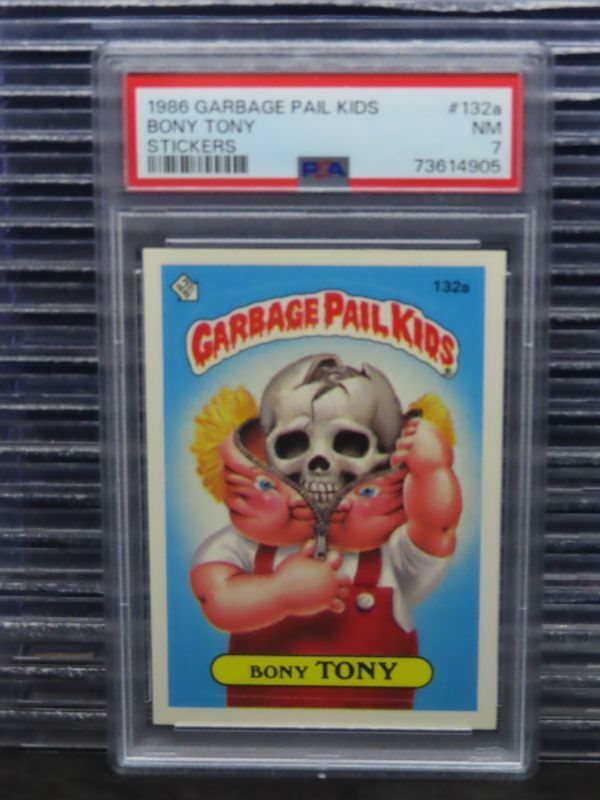 1986 GARBAGE PAIL KIDS #132a
BONY TONY NM
STICKERS 7
PSA 73614905
132a
GARBAGE PAIL KIDS
BONY TONY